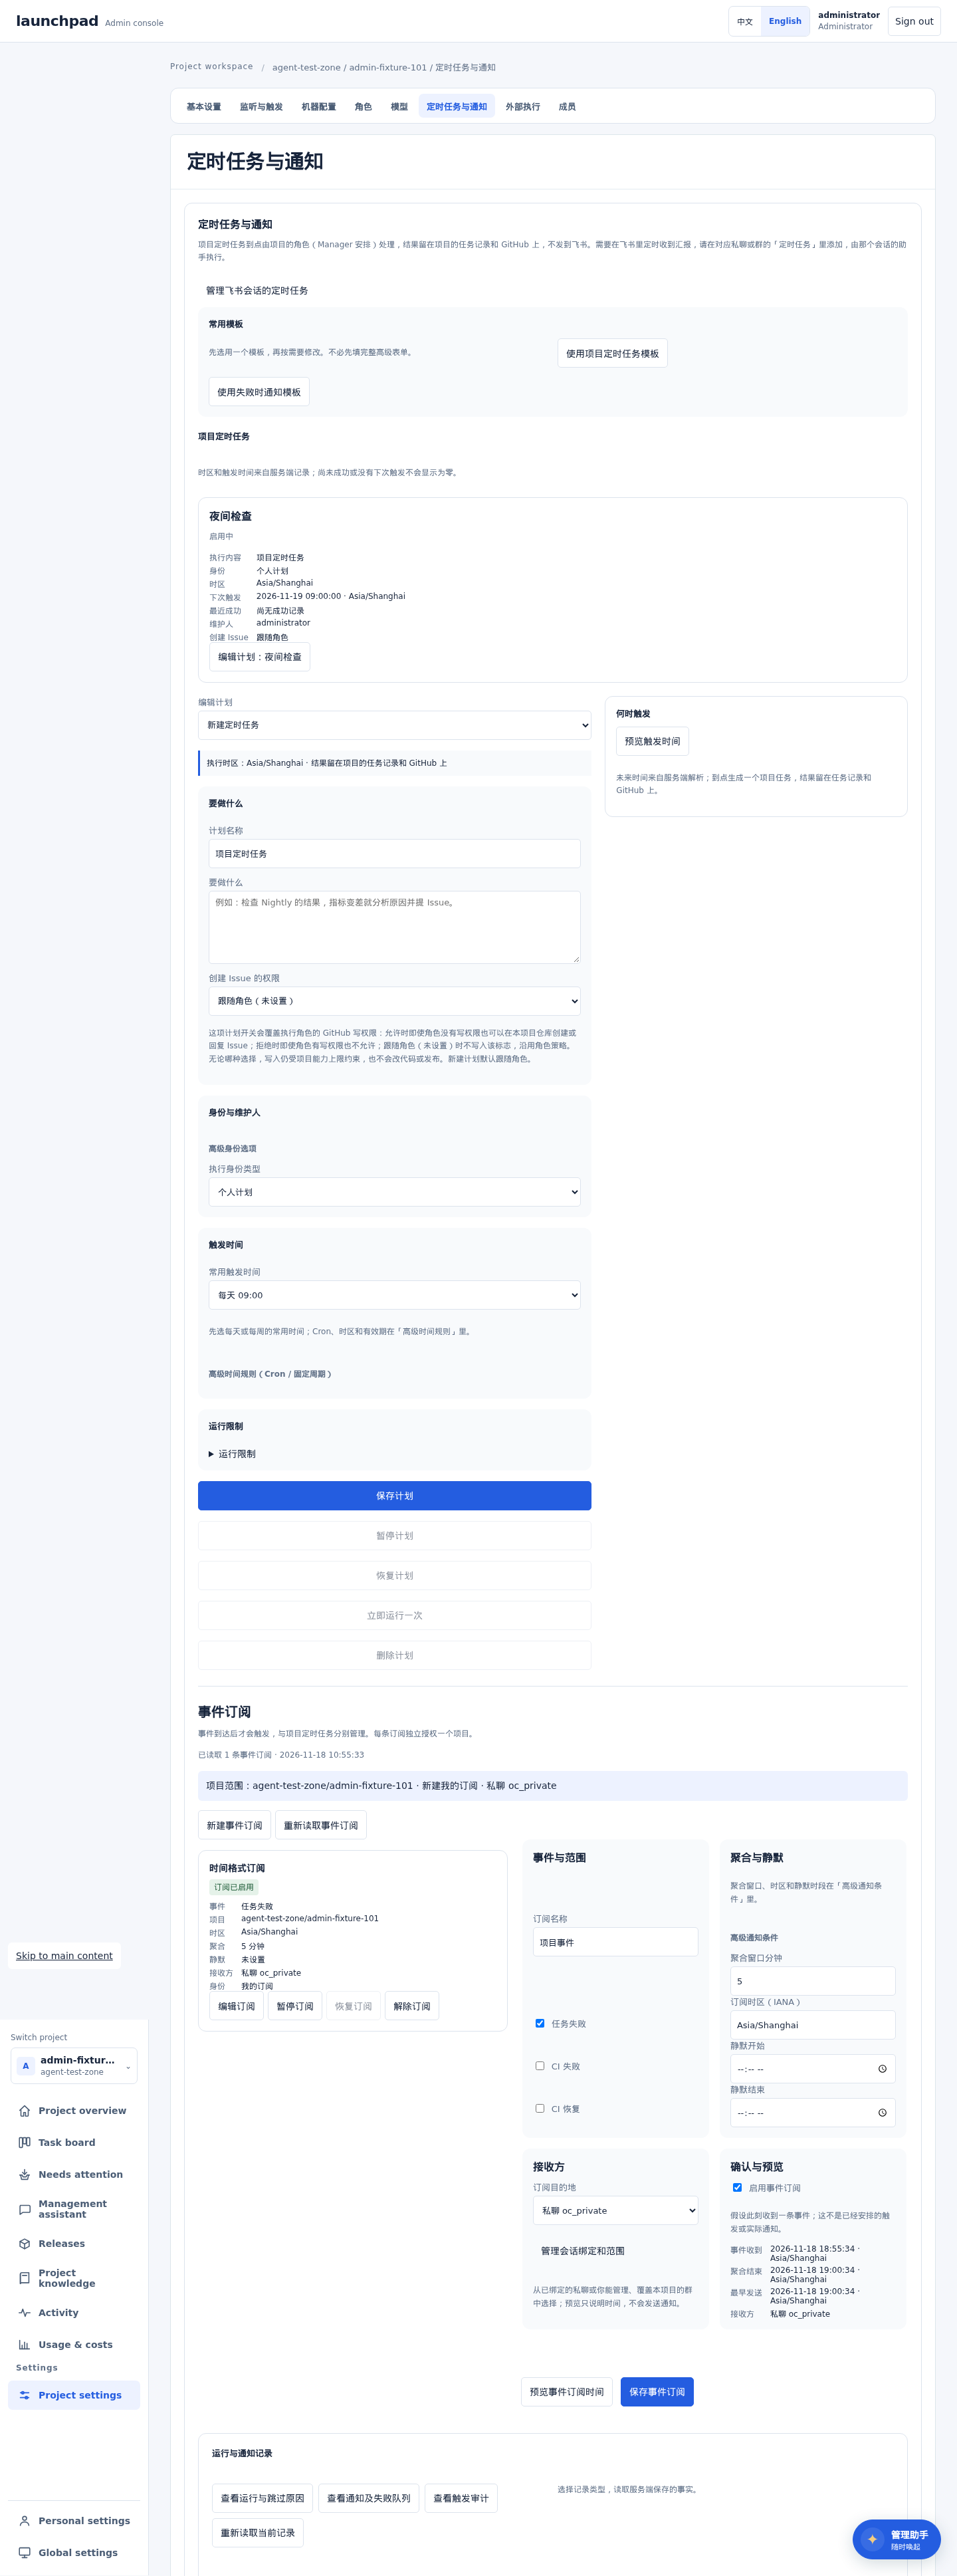 launchpad Admin console
中文 English
administrator
Administrator
Sign out
Project workspace / agent-test-zone / admin-fixture-101 / 定时任务与通知
基本设置 监听与触发 机器配置 角色 模型 定时任务与通知 外部执行 成员
定时任务与通知
定时任务与通知
项目定时任务到点由项目的角色（Manager 安排）处理，结果留在项目的任务记录和 GitHub 上，不发到飞书。需要在飞书里定时收到汇报，请在对应私聊或群的「定时任务」里添加，由那个会话的助
手执行。
管理飞书会话的定时任务
常用模板
先选用一个模板，再按需要修改。不必先填完整高级表单。
使用项目定时任务模板
使用失败时通知模板
项目定时任务
时区和触发时间来自服务端记录；尚未成功或没有下次触发不会显示为零。
夜间检查
启用中
执行内容 项目定时任务
身份 个人计划
时区 Asia/Shanghai
下次触发 2026-11-19 09:00:00 · Asia/Shanghai
最近成功 尚无成功记录
维护人 administrator
创建 Issue 跟随角色
编辑计划：夜间检查
编辑计划
新建定时任务
执行时区：Asia/Shanghai · 结果留在项目的任务记录和 GitHub 上
何时触发
预览触发时间
未来时间来自服务端解析；到点生成一个项目任务，结果留在任务记录和
GitHub 上。
要做什么
计划名称
项目定时任务
要做什么
例如：检查 Nightly 的结果，指标变差就分析原因并提 Issue。
创建 Issue 的权限
跟随角色（未设置）
这项计划开关会覆盖执行角色的 GitHub 写权限：允许时即使角色没有写权限也可以在本项目仓库创建或
回复 Issue；拒绝时即使角色有写权限也不允许；跟随角色（未设置）时不写入该标志，沿用角色策略。
无论哪种选择，写入仍受项目能力上限约束，也不会改代码或发布。新建计划默认跟随角色。
身份与维护人
高级身份选项
执行身份类型
个人计划
触发时间
常用触发时间
每天 09:00
先选每天或每周的常用时间；Cron、时区和有效期在「高级时间规则」里。
高级时间规则（Cron / 固定周期）
运行限制
运行限制
保存计划
暂停计划
恢复计划
立即运行一次
删除计划
事件订阅
事件到达后才会触发，与项目定时任务分别管理。每条订阅独立授权一个项目。
已读取 1 条事件订阅 · 2026-11-18 10:55:33
项目范围：agent-test-zone/admin-fixture-101 · 新建我的订阅 · 私聊 oc_private
新建事件订阅 重新读取事件订阅
时间格式订阅
订阅已启用
事件 任务失败
项目 agent-test-zone/admin-fixture-101
时区 Asia/Shanghai
聚合 5 分钟
静默 未设置
接收方 私聊 oc_private
身份 我的订阅
编辑订阅 暂停订阅 恢复订阅 解除订阅
事件与范围
订阅名称
项目事件
任务失败
CI 失败
CI 恢复
聚合与静默
聚合窗口、时区和静默时段在「高级通知条
件」里。
高级通知条件
聚合窗口分钟
5
订阅时区（IANA）
Asia/Shanghai
静默开始
--:-- --
静默结束
--:-- --
接收方
订阅目的地
私聊 oc_private
管理会话绑定和范围
从已绑定的私聊或你能管理、覆盖本项目的群
中选择；预览只说明时间，不会发送通知。
确认与预览
启用事件订阅
假设此刻收到一条事件；这不是已经安排的触
发或实际通知。
事件收到 2026-11-18 18:55:34 ·
Asia/Shanghai
聚合结束 2026-11-18 19:00:34 ·
Asia/Shanghai
最早发送 2026-11-18 19:00:34 ·
Asia/Shanghai
接收方 私聊 oc_private
预览事件订阅时间 保存事件订阅
运行与通知记录
查看运行与跳过原因 查看通知及失败队列 查看触发审计
重新读取当前记录
选择记录类型，读取服务端保存的事实。
Skip to main content
Switch project
A admin-fixtur...
agent-test-zone
Project overview
Task board
Needs attention
Management
assistant
Releases
Project
knowledge
Activity
Usage & costs
Settings
Project settings
Personal settings
Global settings
管理助手
随时唤起